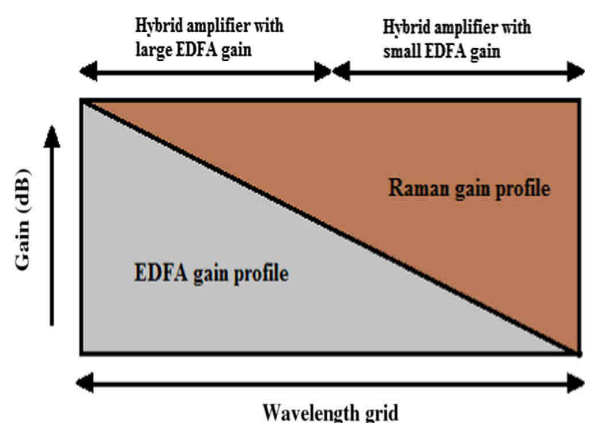 Hybrid amplifier with
large EDFA gain
Hybrid amplifier with
small EDFA gain
Gain (dB)
Raman gain profile
EDFA gain profile
Wavelength grid